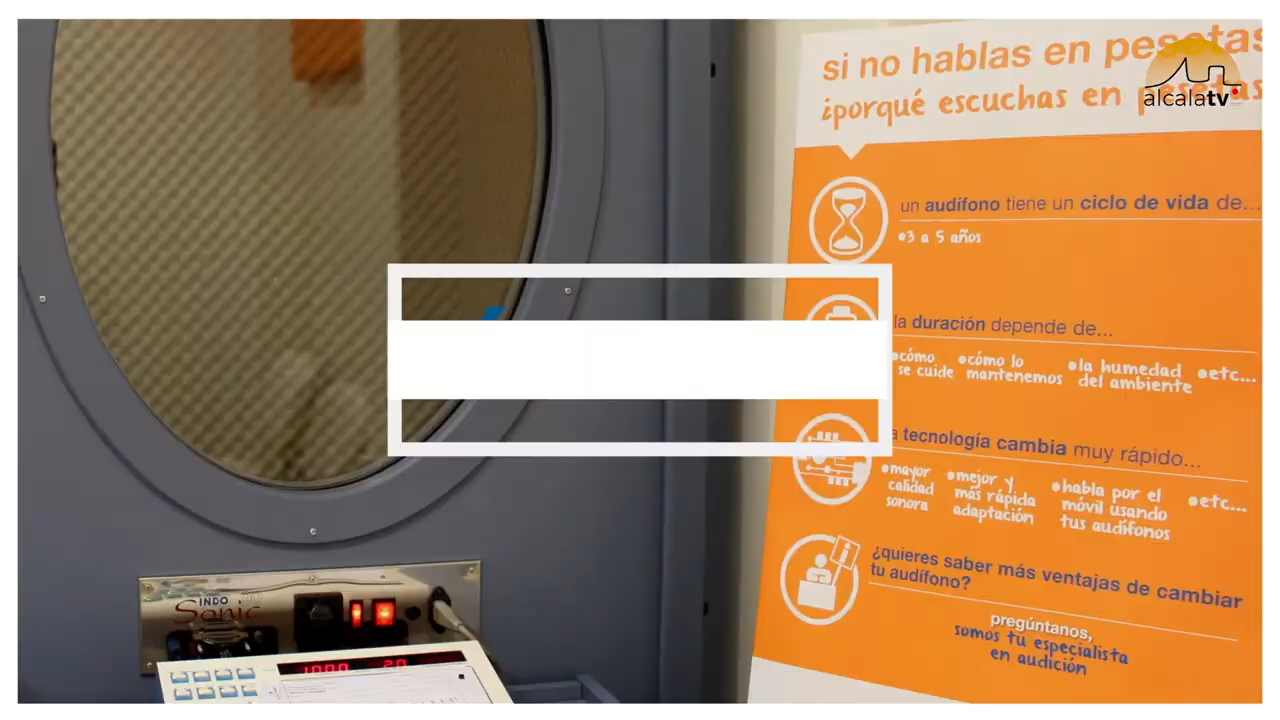 si no hablas en pesetas
¿porqué escuchas en pesetas
alcalatv
un audífono tiene un ciclo de vida de...
•3 a 5 años
la duración depende de...
•cómo se cuide
•cómo lo mantenemos
•la humedad del ambiente
•etc...
a tecnología cambia muy rápido...
•mayor calidad sonora
•mejor y más rápida adaptación
•habla por el móvil usando tus audífonos
•etc...
¿quieres saber más ventajas de cambiar
tu audífono?
pregúntanos,
somos tu especialista
en audición
INDO
Sonic
1000 20